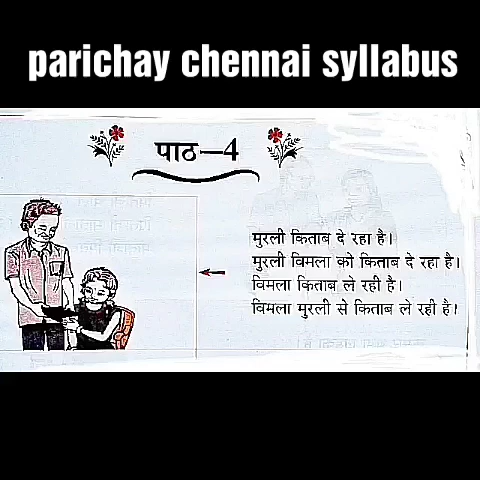 parichay chennai syllabus
पाठ—4
मुरली किताब दे रहा है।
मुरली विमला को किताब दे रहा है।
विमला किताब ले रही है।
विमला मुरली से किताब ले रही है।